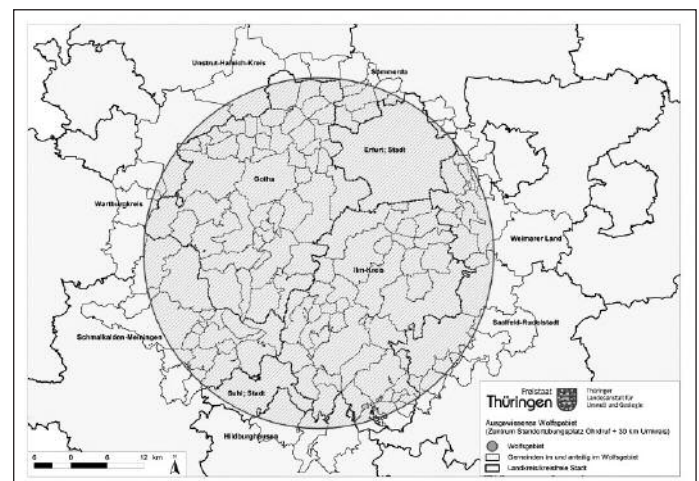 Unstrut-Hainich-Kreis
Sömmerda
Erfurt; Stadt
Gotha
Wartburgkreis
Weimarer Land
Ilm-Kreis
Saalfeld-Rudolstadt
Schmalkalden-Meiningen
Suhl; Stadt
Hildburghausen
Freistaat
Thüringen
Thüringer
Landesanstalt für
Umwelt und Geologie
Ausgewiesenes Wolfsgebiet
(Zentrum Standortübungsplatz Ohrdruf + 30 km Umkreis)
Wolfsgebiet
Gemeinden im und anteilig im Wolfsgebiet
Landkreis/kreisfreie Stadt
6 0 6 12 km
N